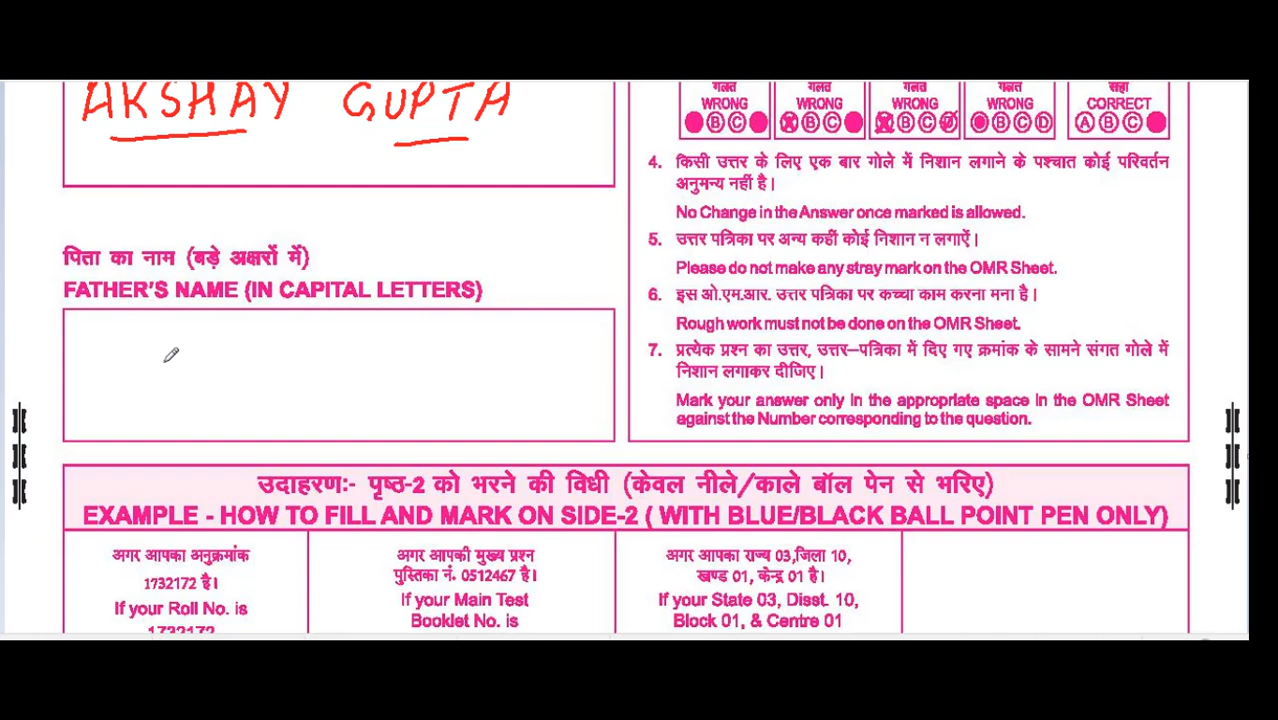 AKSHAY GUPTA
पिता का नाम (बड़े अक्षरों में)
FATHER'S NAME (IN CAPITAL LETTERS)
गलत गलत गलत गलत सही
WRONG WRONG WRONG WRONG CORRECT
B C B C B C D B C D A B C
4. किसी उत्तर के लिए एक बार गोले में निशान लगाने के पश्चात कोई परिवर्तन
अनुमन्य नहीं है।
No Change in the Answer once marked is allowed.
5. उत्तर पत्रिका पर अन्य कहीं कोई निशान न लगाऐं।
Please do not make any stray mark on the OMR Sheet.
6. इस ओ.एम.आर. उत्तर पत्रिका पर कच्चा काम करना मना है।
Rough work must not be done on the OMR Sheet.
7. प्रत्येक प्रश्न का उत्तर, उत्तर–पत्रिका में दिए गए क्रमांक के सामने संगत गोले में
निशान लगाकर दीजिए।
Mark your answer only in the appropriate space in the OMR Sheet
against the Number corresponding to the question.
उदाहरणः- पृष्ठ-2 को भरने की विधी (केवल नीले/काले बॉल पेन से भरिए)
EXAMPLE - HOW TO FILL AND MARK ON SIDE-2 ( WITH BLUE/BLACK BALL POINT PEN ONLY)
अगर आपका अनुक्रमांक
1732172 है।
If your Roll No. is
1732172
अगर आपकी मुख्य प्रश्न
पुस्तिका नं. 0512467 है।
If your Main Test
Booklet No. is
अगर आपका राज्य 03,जिला 10,
खण्ड 01, केन्द्र 01 है।
If your State 03, Disst. 10,
Block 01, & Centre 01